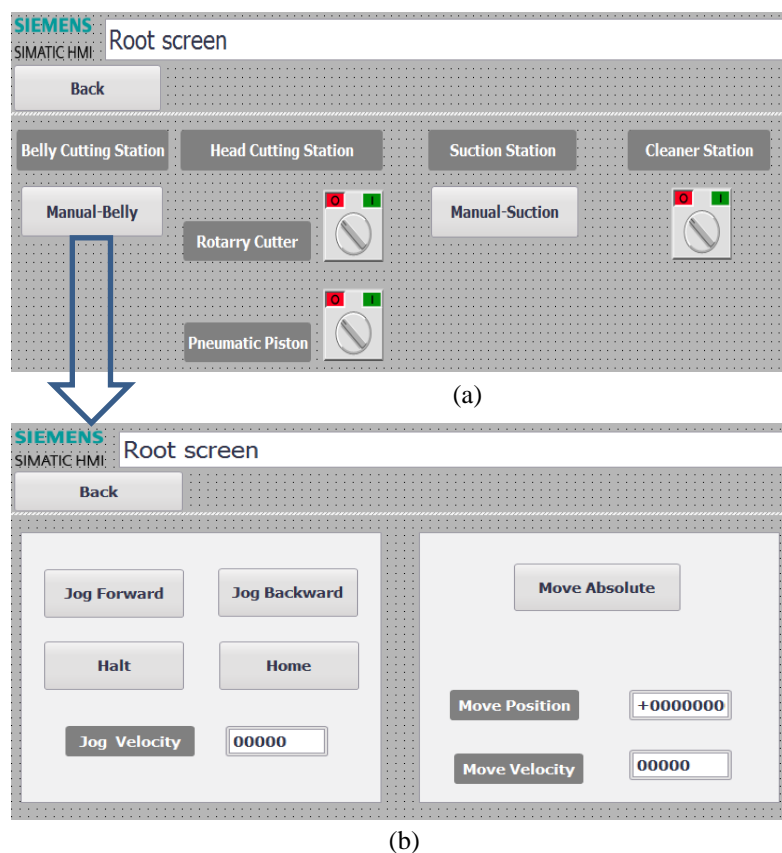 SIEMENS
SIMATIC HMI
Root screen
Back
Belly Cutting Station
Head Cutting Station
Suction Station
Cleaner Station
Manual-Belly
Rotarry Cutter
O I
Manual-Suction
O I
Pneumatic Piston
O I
(a)
SIEMENS
SIMATIC HMI
Root screen
Back
Jog Forward
Jog Backward
Halt
Home
Jog Velocity
00000
Move Absolute
Move Position
+0000000
Move Velocity
00000
(b)